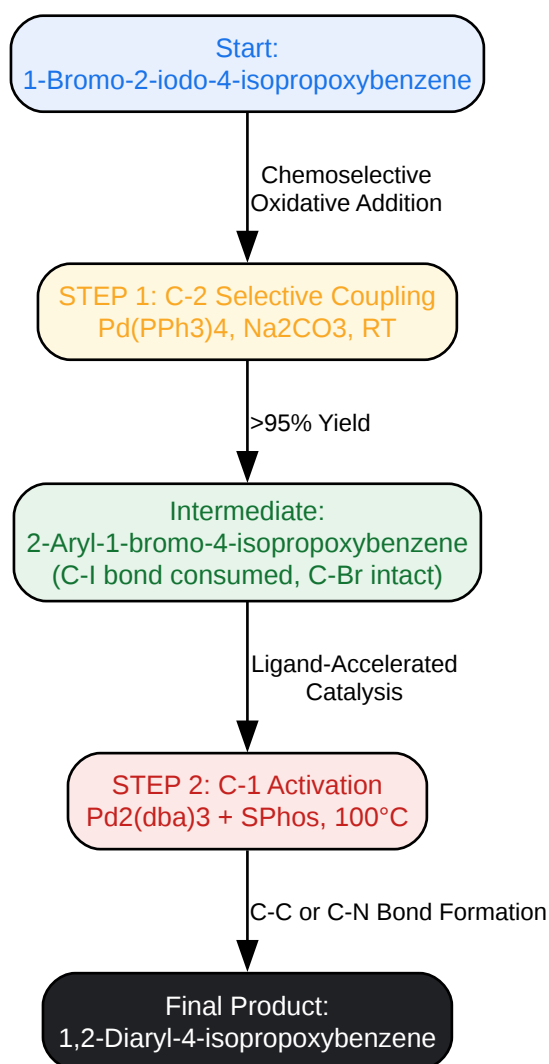 Start:
1-Bromo-2-iodo-4-isopropoxybenzene
Chemoselective
Oxidative Addition
STEP 1: C-2 Selective Coupling
Pd(PPh3)4, Na2CO3, RT
>95% Yield
Intermediate:
2-Aryl-1-bromo-4-isopropoxybenzene
(C-I bond consumed, C-Br intact)
Ligand-Accelerated
Catalysis
STEP 2: C-1 Activation
Pd2(dba)3 + SPhos, 100°C
C-C or C-N Bond Formation
Final Product:
1,2-Diaryl-4-isopropoxybenzene